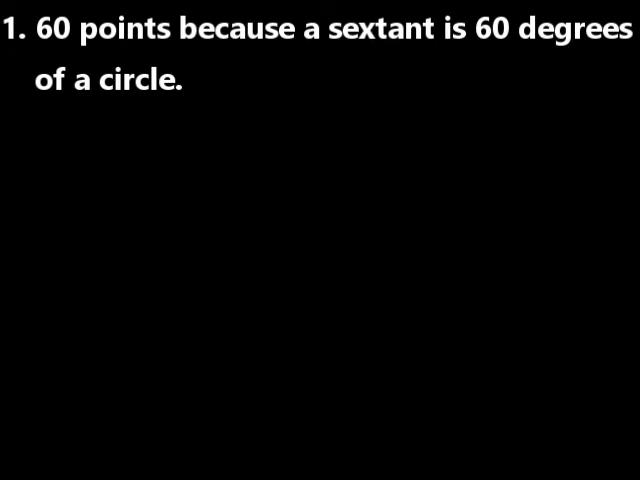 1. 60 points because a sextant is 60 degrees
of a circle.